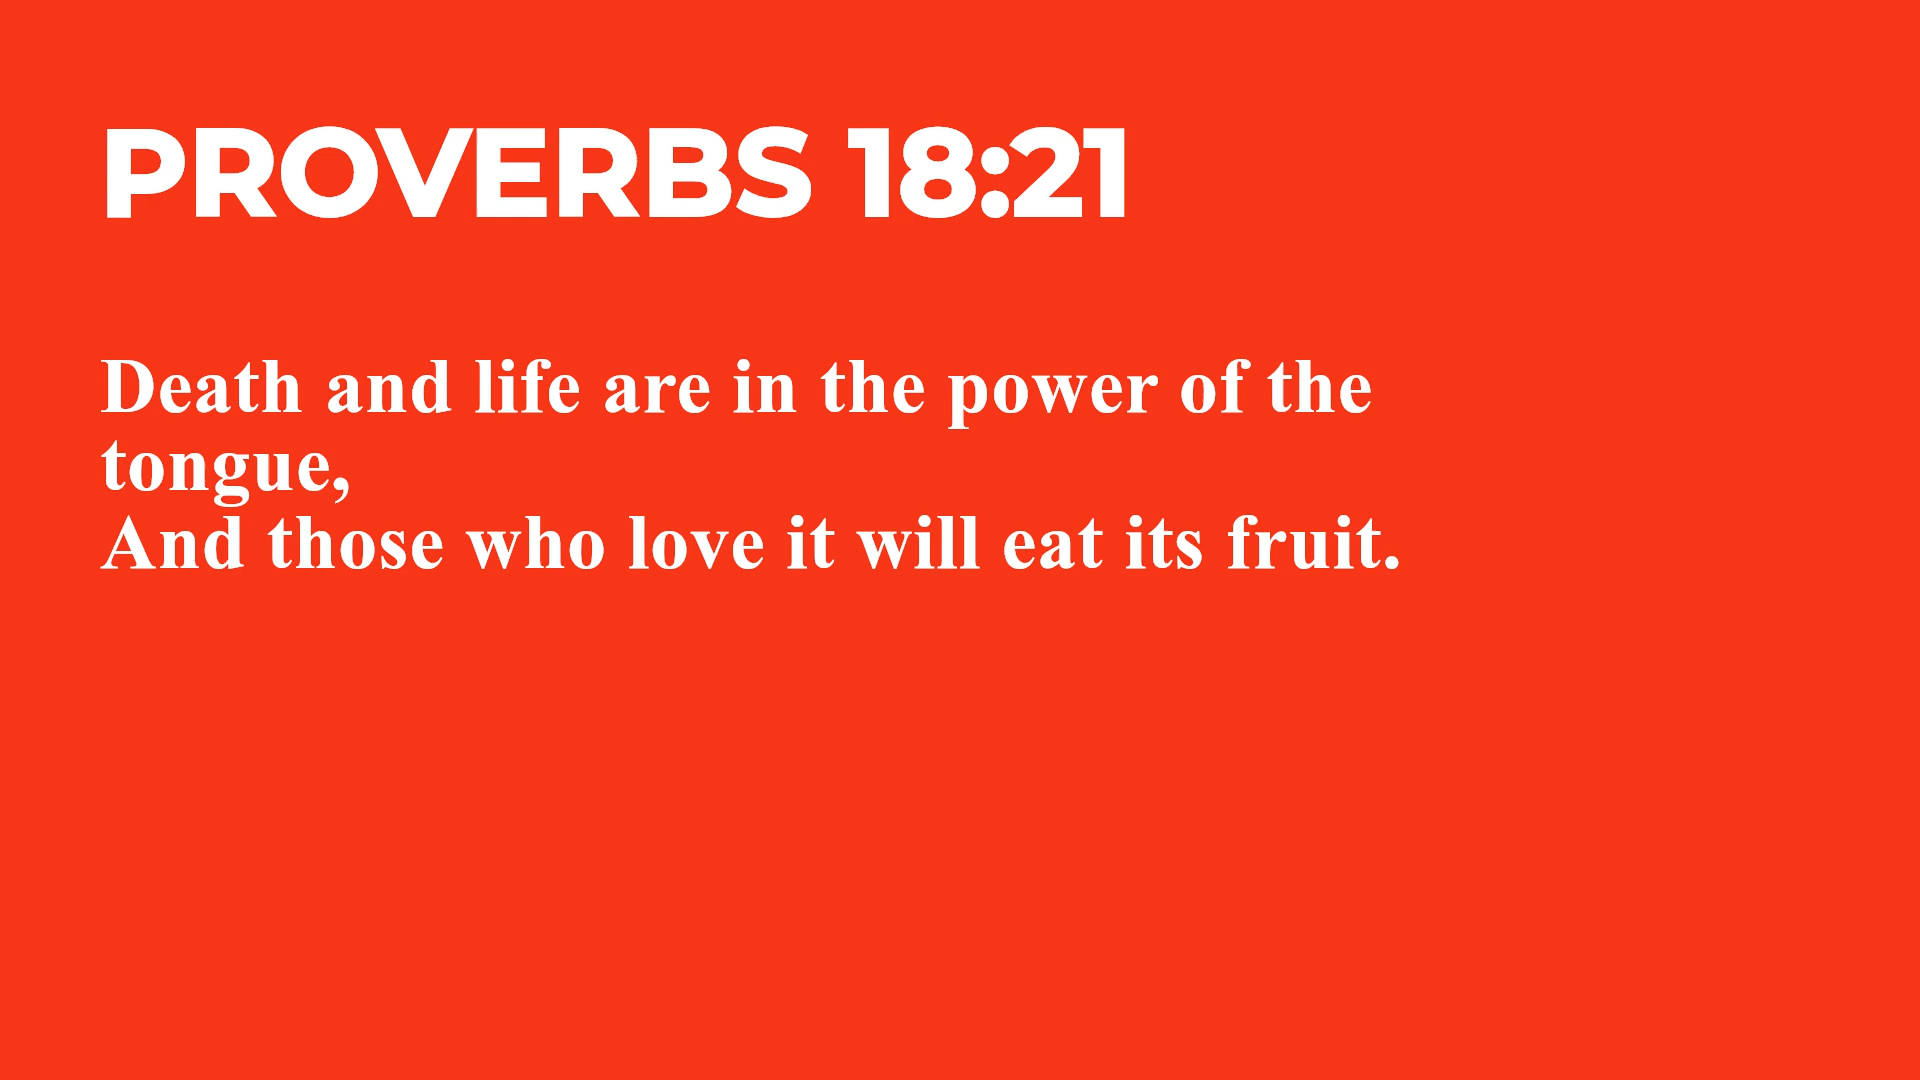 PROVERBS 18:21
Death and life are in the power of the
tongue,
And those who love it will eat its fruit.